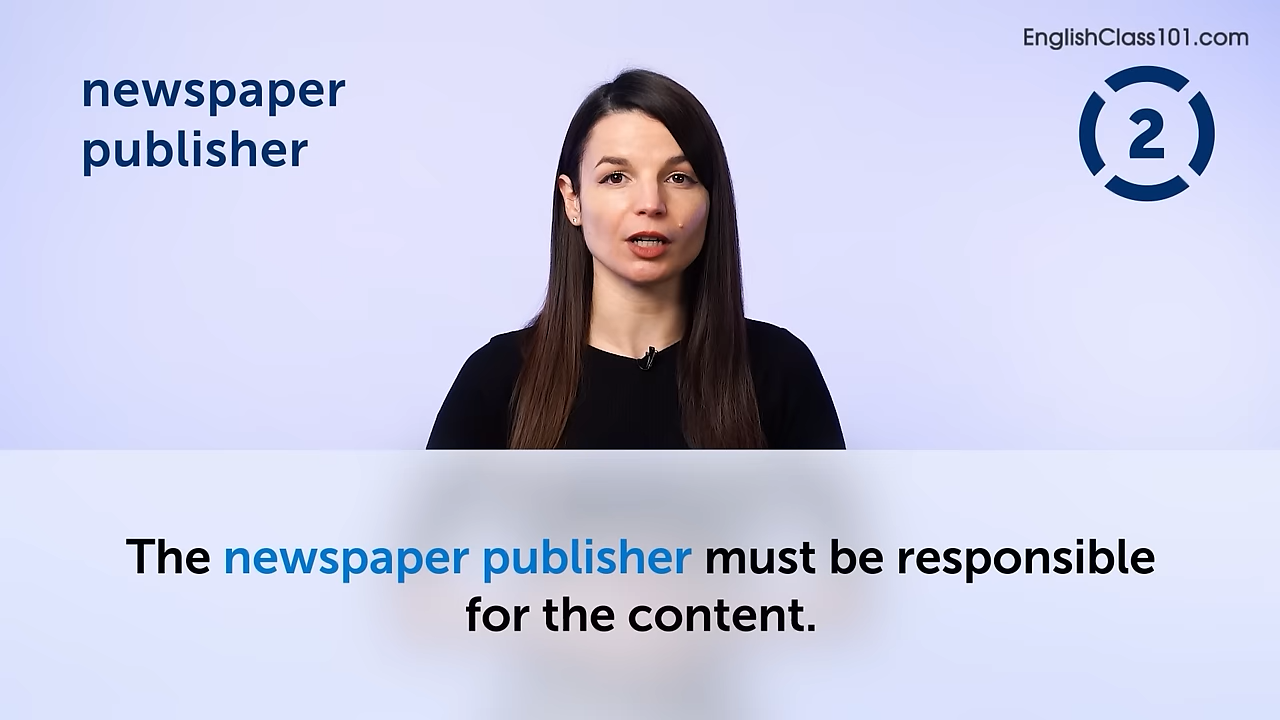 EnglishClass101.com
newspaper
publisher
2
The newspaper publisher must be responsible
for the content.